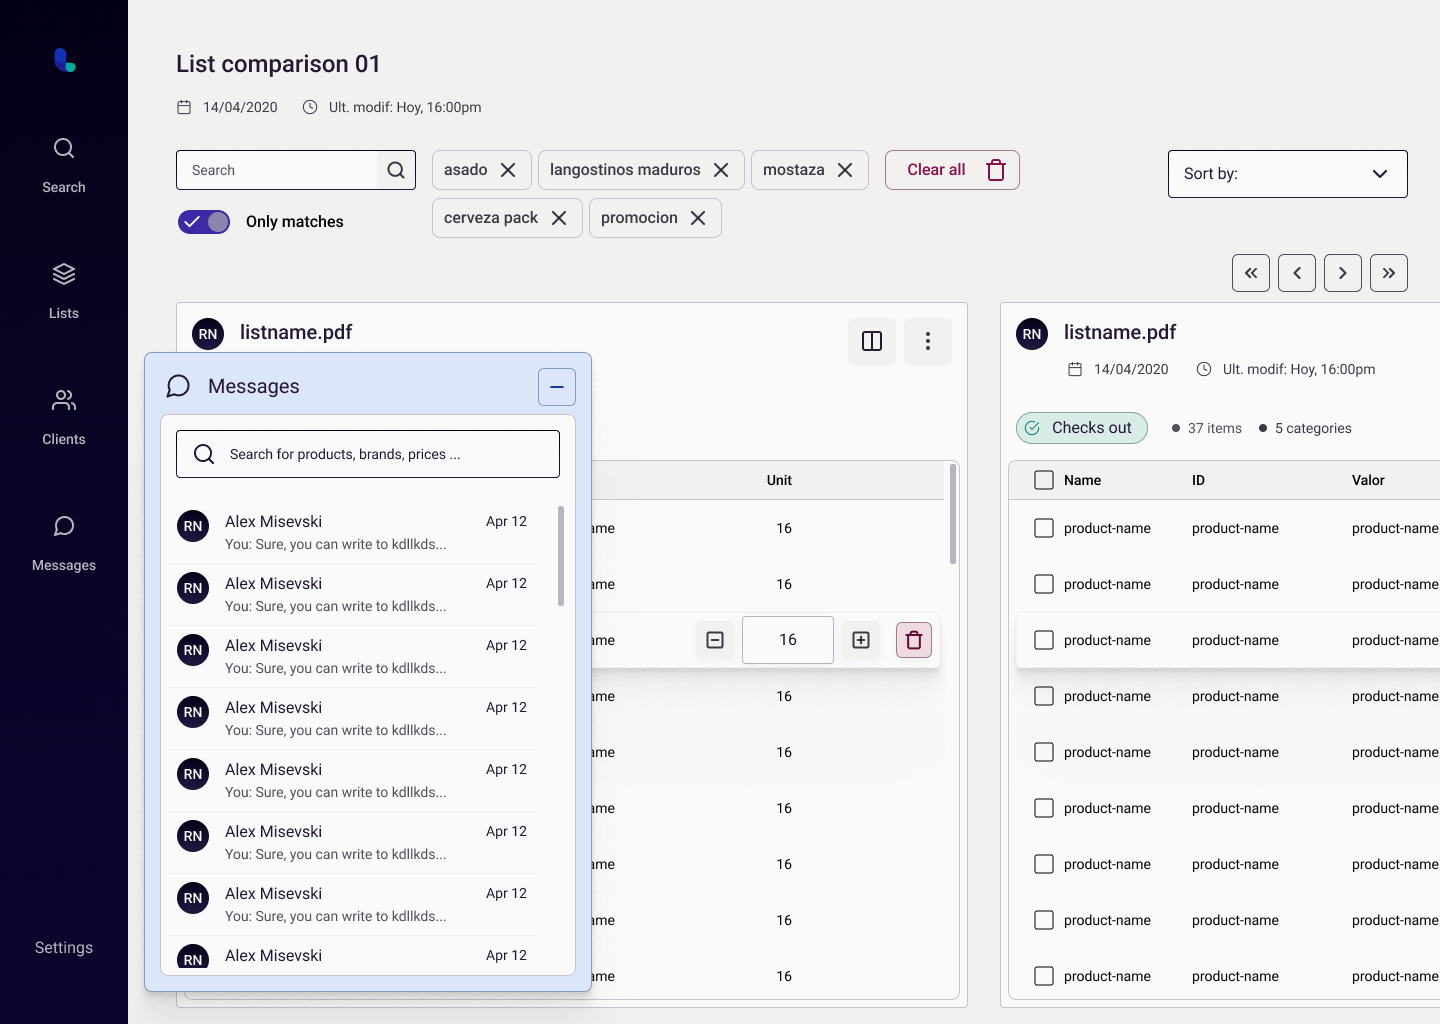 List comparison 01
14/04/2020 Ult. modif: Hoy, 16:00pm
Search
Lists
Clients
Messages
Settings
Search
asado
langostinos maduros
mostaza
Clear all
Sort by:
Only matches
cerveza pack
promocion
RN listname.pdf
Unit
ame 16
ame 16
ame 16
ame 16
ame 16
ame 16
ame 16
ame 16
ame 16
Messages
Search for products, brands, prices ...
RN Alex Misevski Apr 12
You: Sure, you can write to kdllkds...
RN Alex Misevski Apr 12
You: Sure, you can write to kdllkds...
RN Alex Misevski Apr 12
You: Sure, you can write to kdllkds...
RN Alex Misevski Apr 12
You: Sure, you can write to kdllkds...
RN Alex Misevski Apr 12
You: Sure, you can write to kdllkds...
RN Alex Misevski Apr 12
You: Sure, you can write to kdllkds...
RN Alex Misevski Apr 12
You: Sure, you can write to kdllkds...
RN Alex Misevski Apr 12
RN listname.pdf
14/04/2020 Ult. modif: Hoy, 16:00pm
Checks out 37 items 5 categories
Name ID Valor
product-name product-name product-name
product-name product-name product-name
product-name product-name product-name
product-name product-name product-name
product-name product-name product-name
product-name product-name product-name
product-name product-name product-name
product-name product-name product-name
product-name product-name product-name